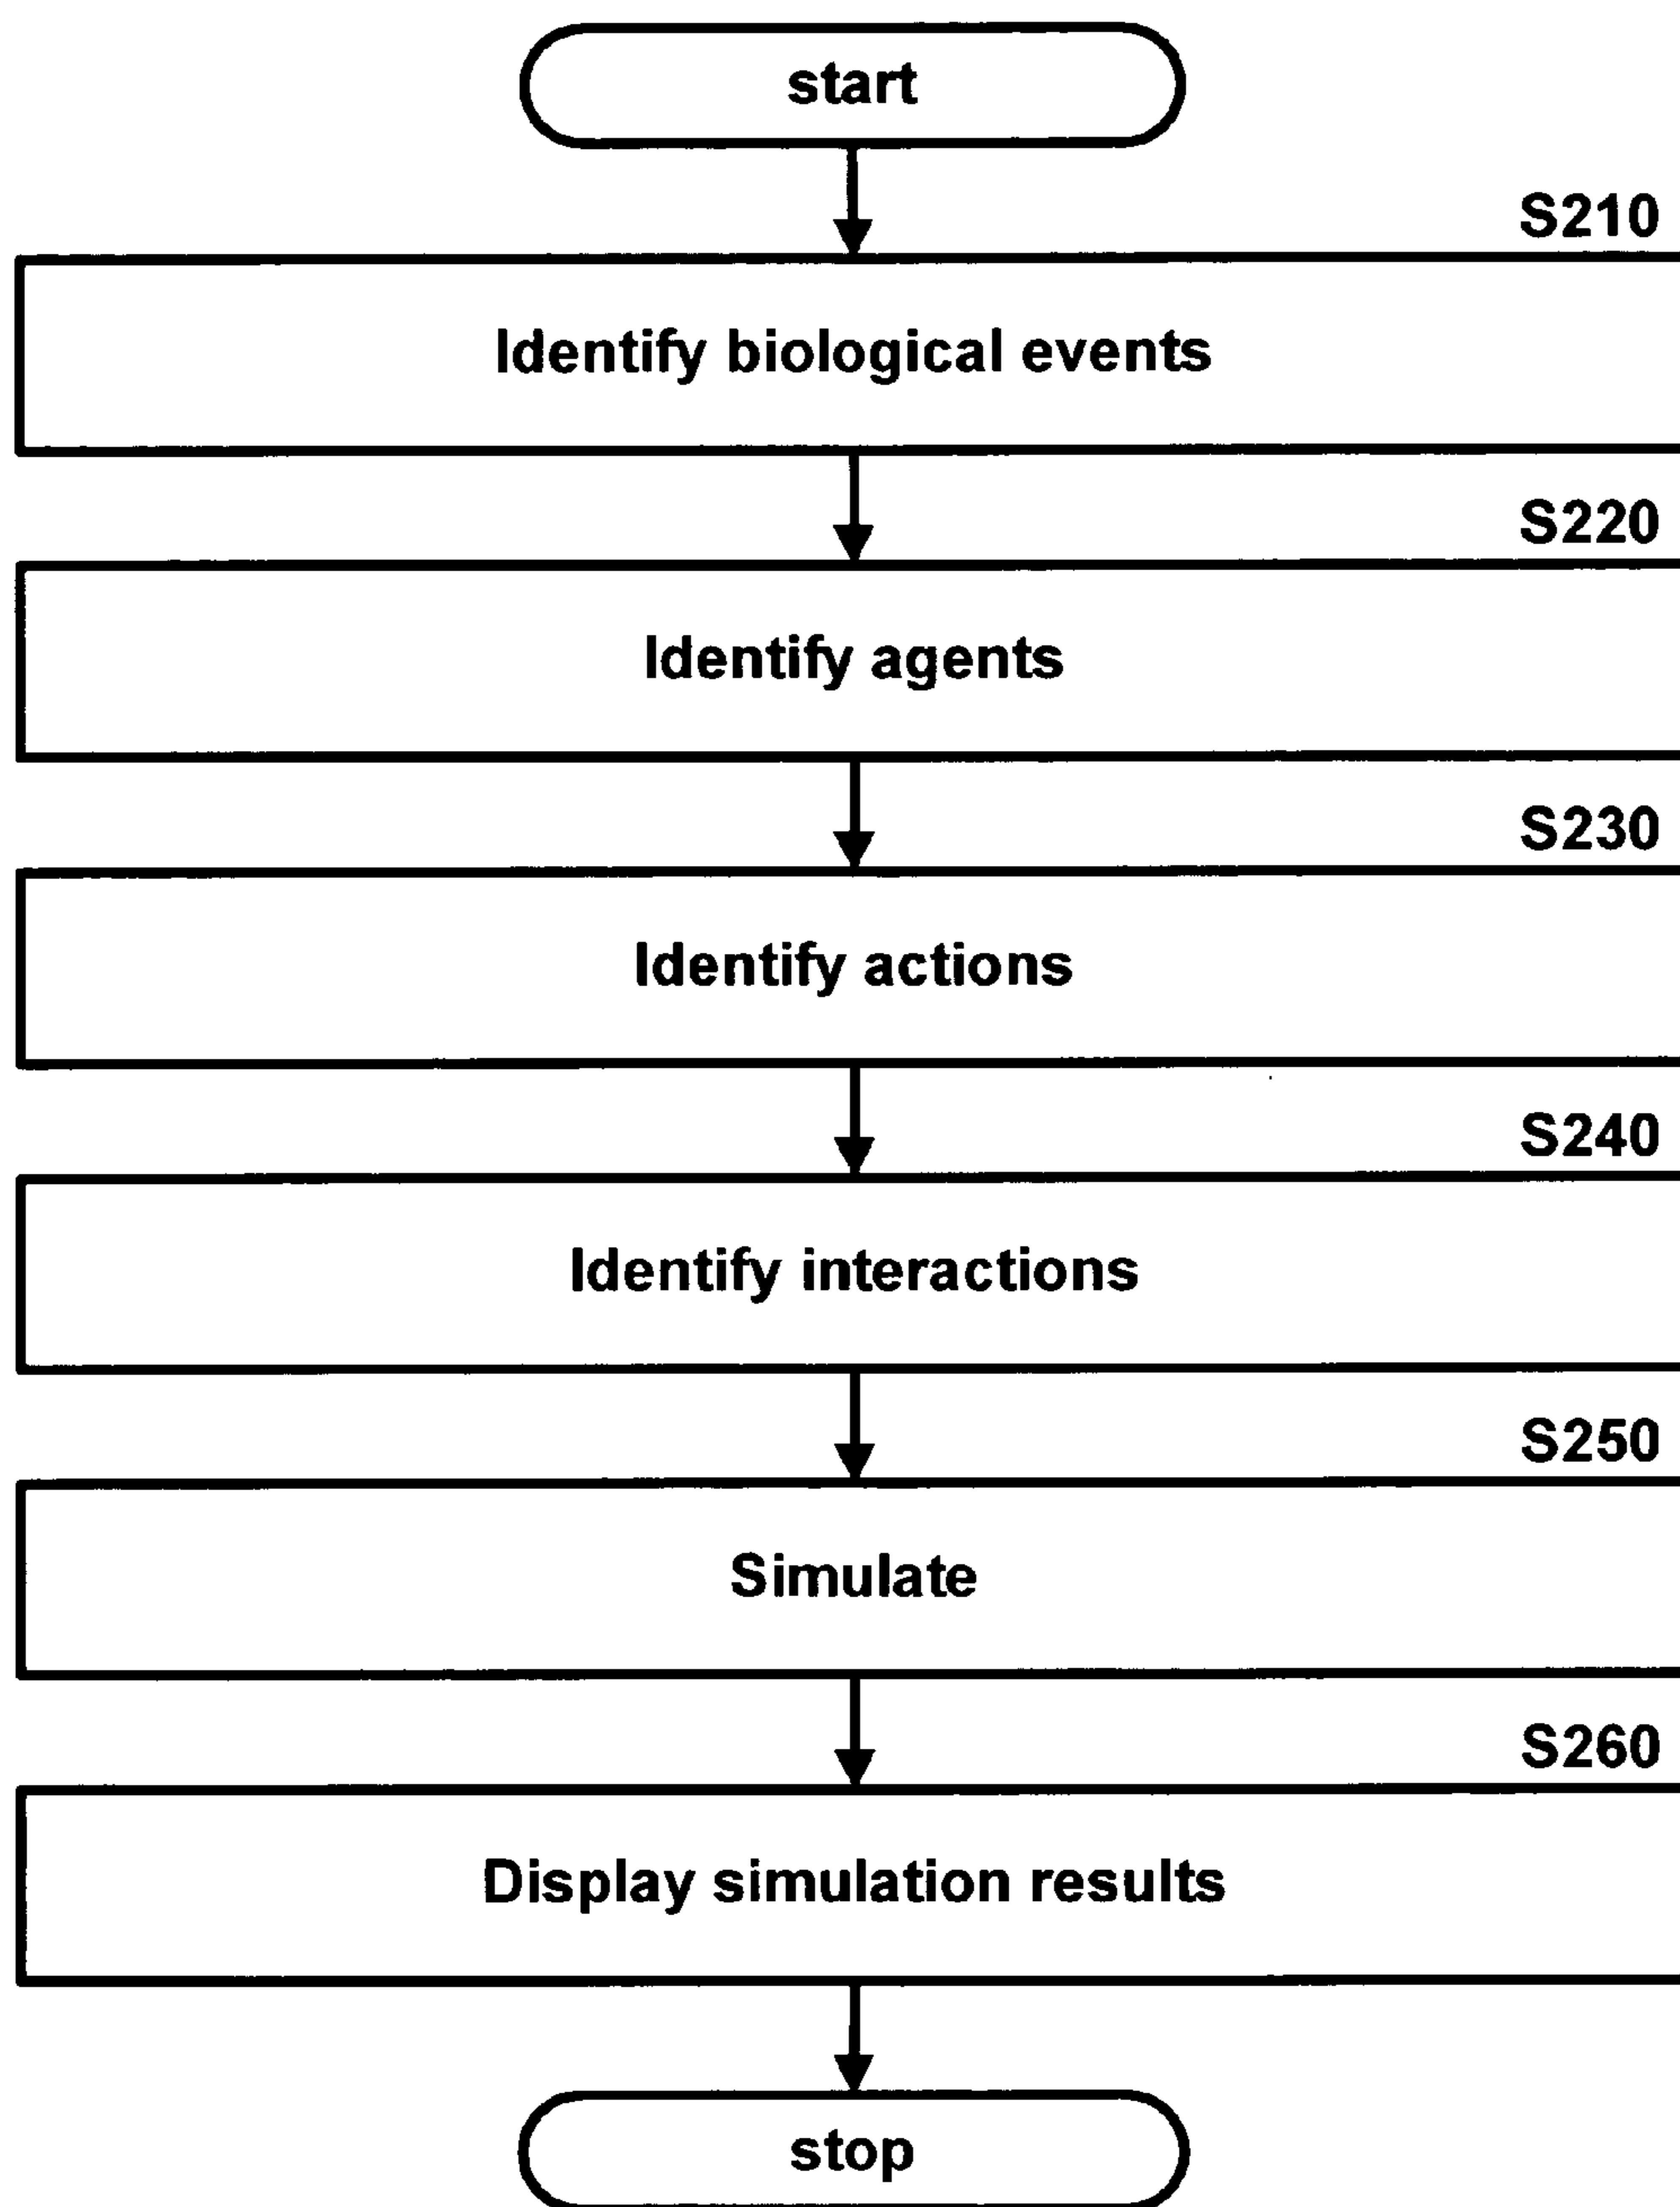 start
S210
Identify biological events
S220
Identify agents
S230
Identify actions
S240
Identify interactions
S250
Simulate
S260
Display simulation results
stop